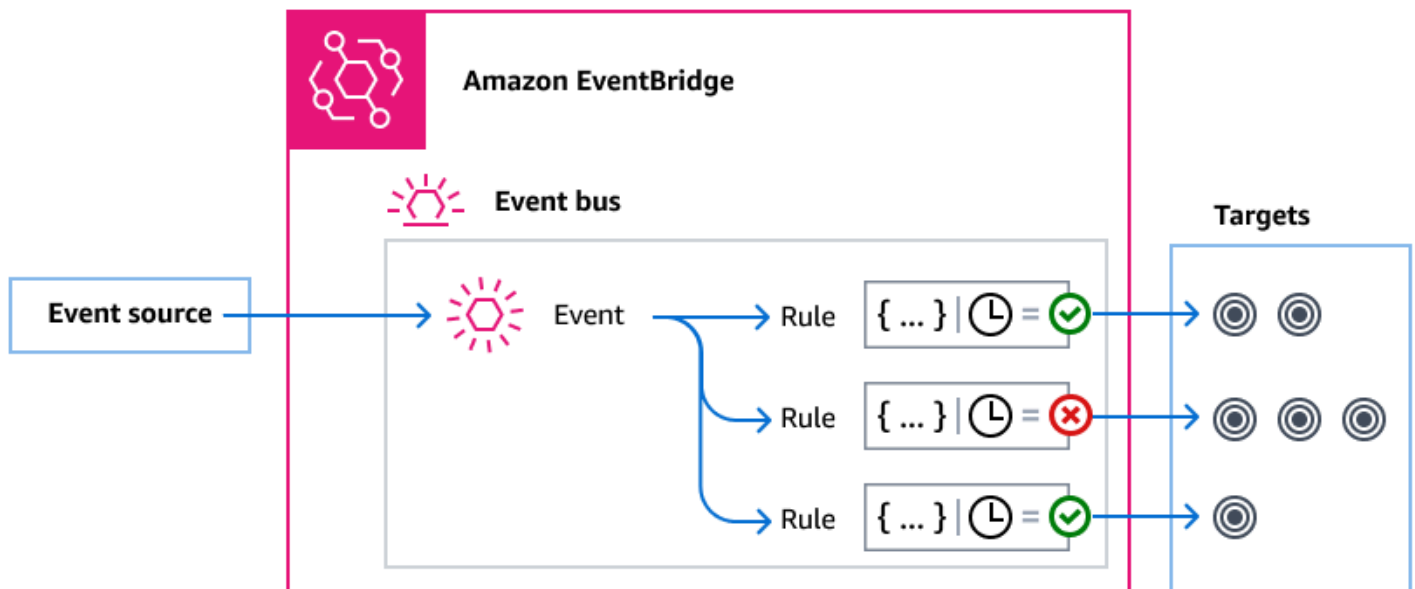 Amazon EventBridge
Event bus
Targets
Event source
Event
Rule { ... } | =
Rule { ... } | =
Rule { ... } | =